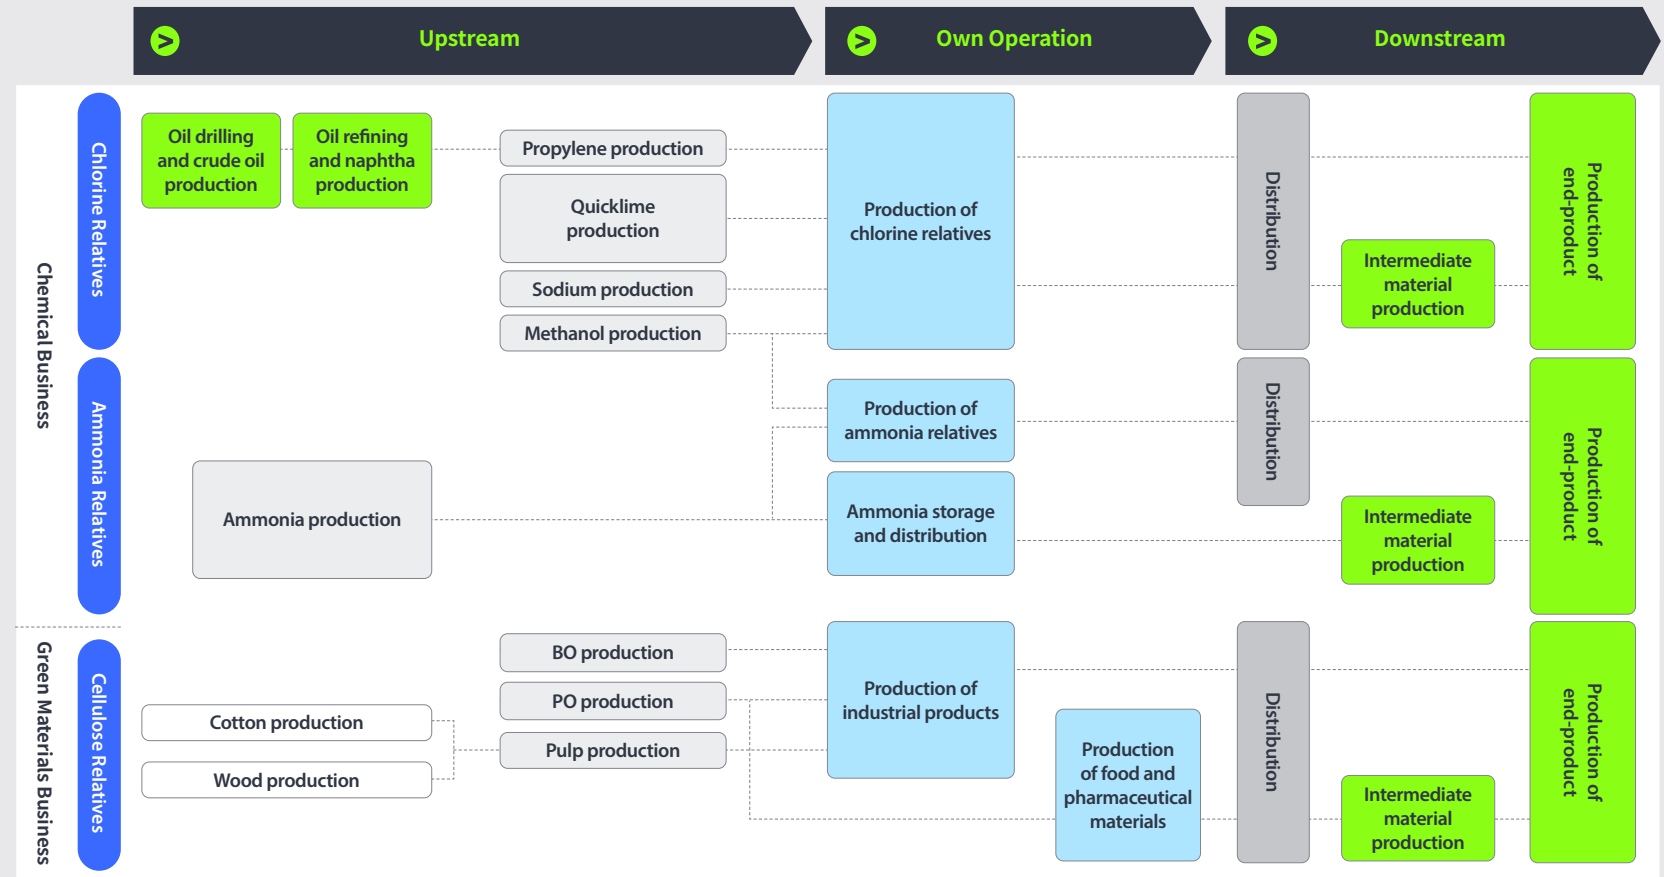 Upstream
Own Operation
Downstream
Chemical Business
Chlorine Relatives
Oil drilling
and crude oil
production
Oil refining
and naphtha
production
Propylene production
Quicklime
production
Sodium production
Methanol production
Production of
chlorine relatives
Distribution
Intermediate
material
production
Production of
end-product
Ammonia Relatives
Ammonia production
Production of
ammonia relatives
Ammonia storage
and distribution
Distribution
Intermediate
material
production
Production of
end-product
Green Materials Business
Cellulose Relatives
Cotton production
Wood production
BO production
PO production
Pulp production
Production of
industrial products
Production
of food and
pharmaceutical
materials
Distribution
Intermediate
material
production
Production of
end-product